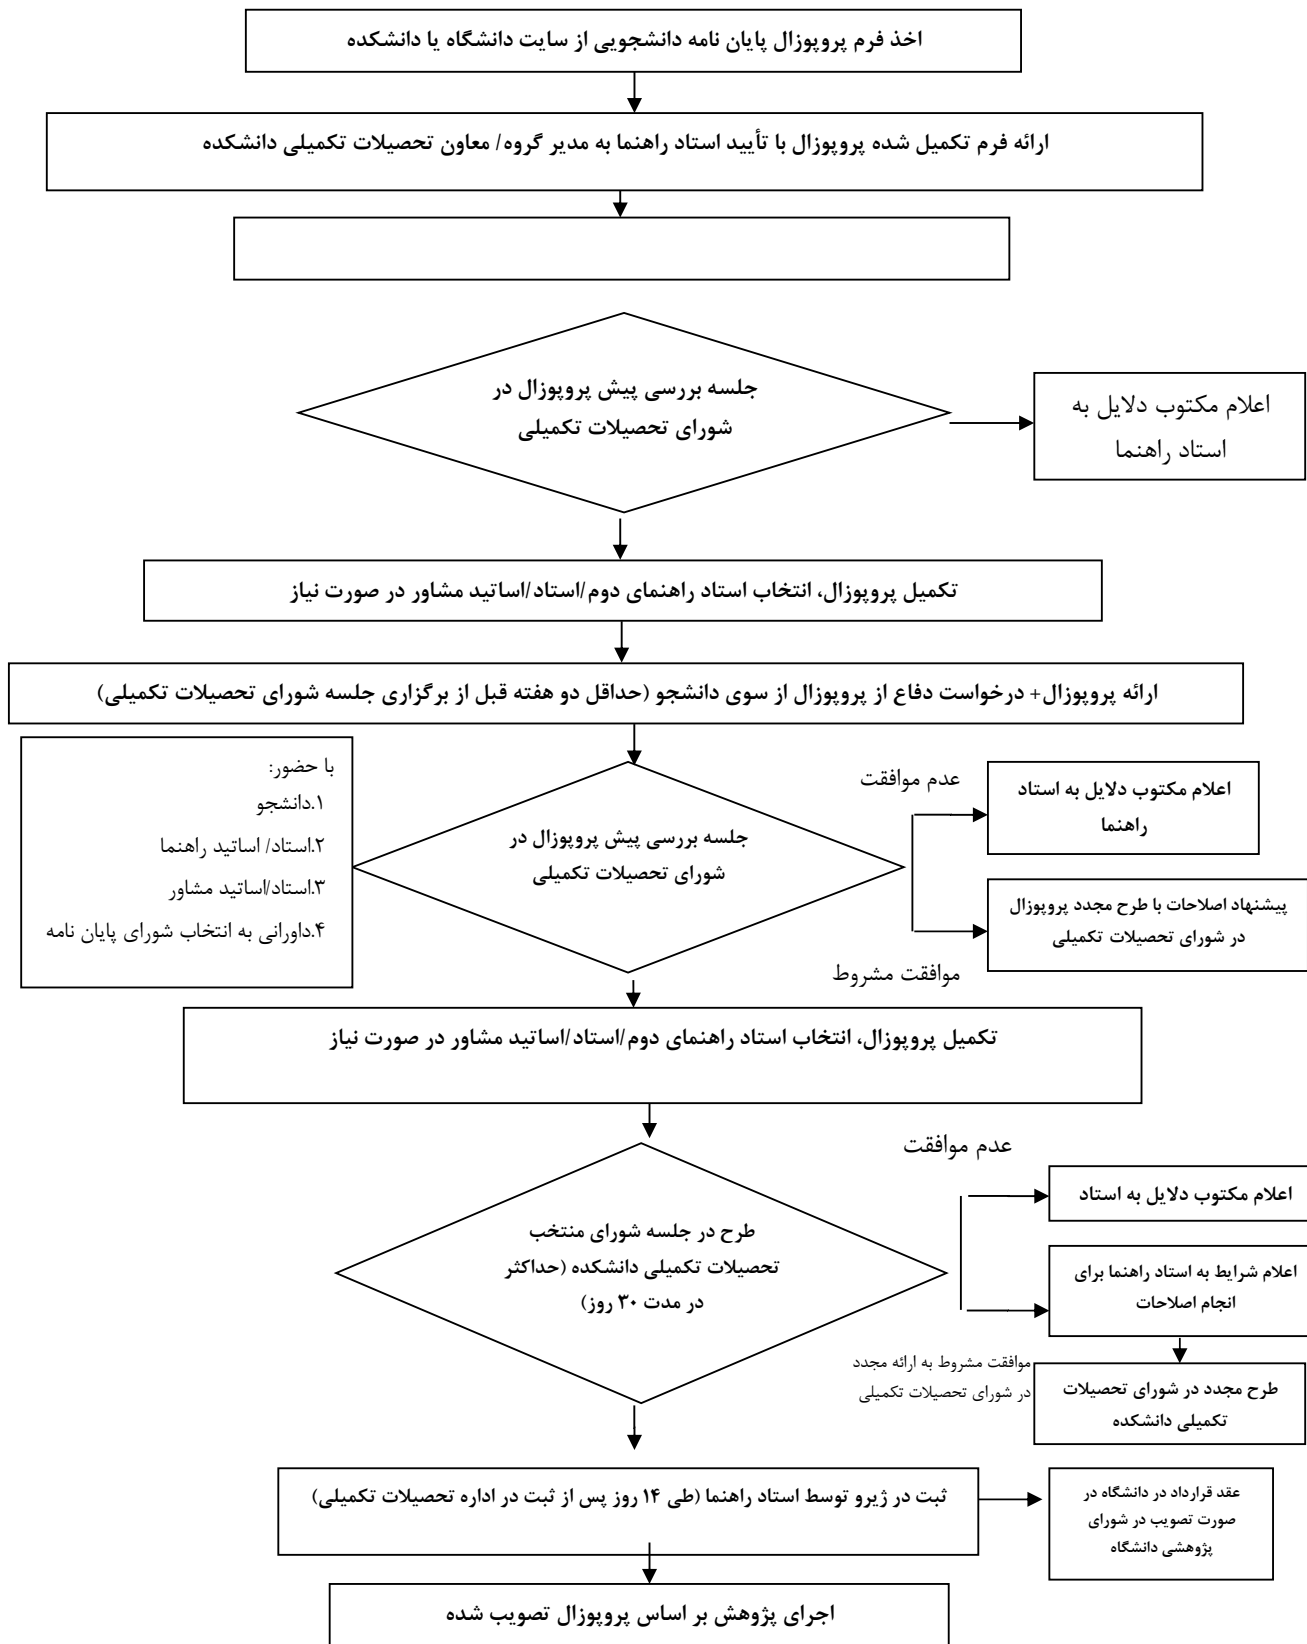 اخذ فرم پروپوزال پایان نامه دانشجویی از سایت دانشگاه یا دانشکده
ارائه فرم تکمیل شده پروپوزال با تأیید استاد راهنما به مدیر گروه/ معاون تحصیلات تکمیلی دانشکده
جلسه بررسی پیش پروپوزال در
شورای تحصیلات تکمیلی
اعلام مکتوب دلایل به
استاد راهنما
تکمیل پروپوزال، انتخاب استاد راهنمای دوم/استاد/اساتید مشاور در صورت نیاز
ارائه پروپوزال+ درخواست دفاع از پروپوزال از سوی دانشجو (حداقل دو هفته قبل از برگزاری جلسه شورای تحصیلات تکمیلی)
با حضور:
۱.دانشجو
۲.استاد/ اساتید راهنما
۳.استاد/اساتید مشاور
۴.داورانی به انتخاب شورای پایان نامه
جلسه بررسی پیش پروپوزال در
شورای تحصیلات تکمیلی
عدم موافقت
اعلام مکتوب دلایل به استاد
راهنما
پیشنهاد اصلاحات با طرح مجدد پروپوزال
در شورای تحصیلات تکمیلی
موافقت مشروط
تکمیل پروپوزال، انتخاب استاد راهنمای دوم/استاد/اساتید مشاور در صورت نیاز
عدم موافقت
طرح در جلسه شورای منتخب
تحصیلات تکمیلی دانشکده (حداکثر
در مدت ۳۰ روز)
اعلام مکتوب دلایل به استاد
اعلام شرایط به استاد راهنما برای
انجام اصلاحات
موافقت مشروط به ارائه مجدد
در شورای تحصیلات تکمیلی
طرح مجدد در شورای تحصیلات
تکمیلی دانشکده
ثبت در ژیرو توسط استاد راهنما (طی ۱۴ روز پس از ثبت در اداره تحصیلات تکمیلی)
عقد قرارداد در دانشگاه در
صورت تصویب در شورای
پژوهشی دانشگاه
اجرای پژوهش بر اساس پروپوزال تصویب شده